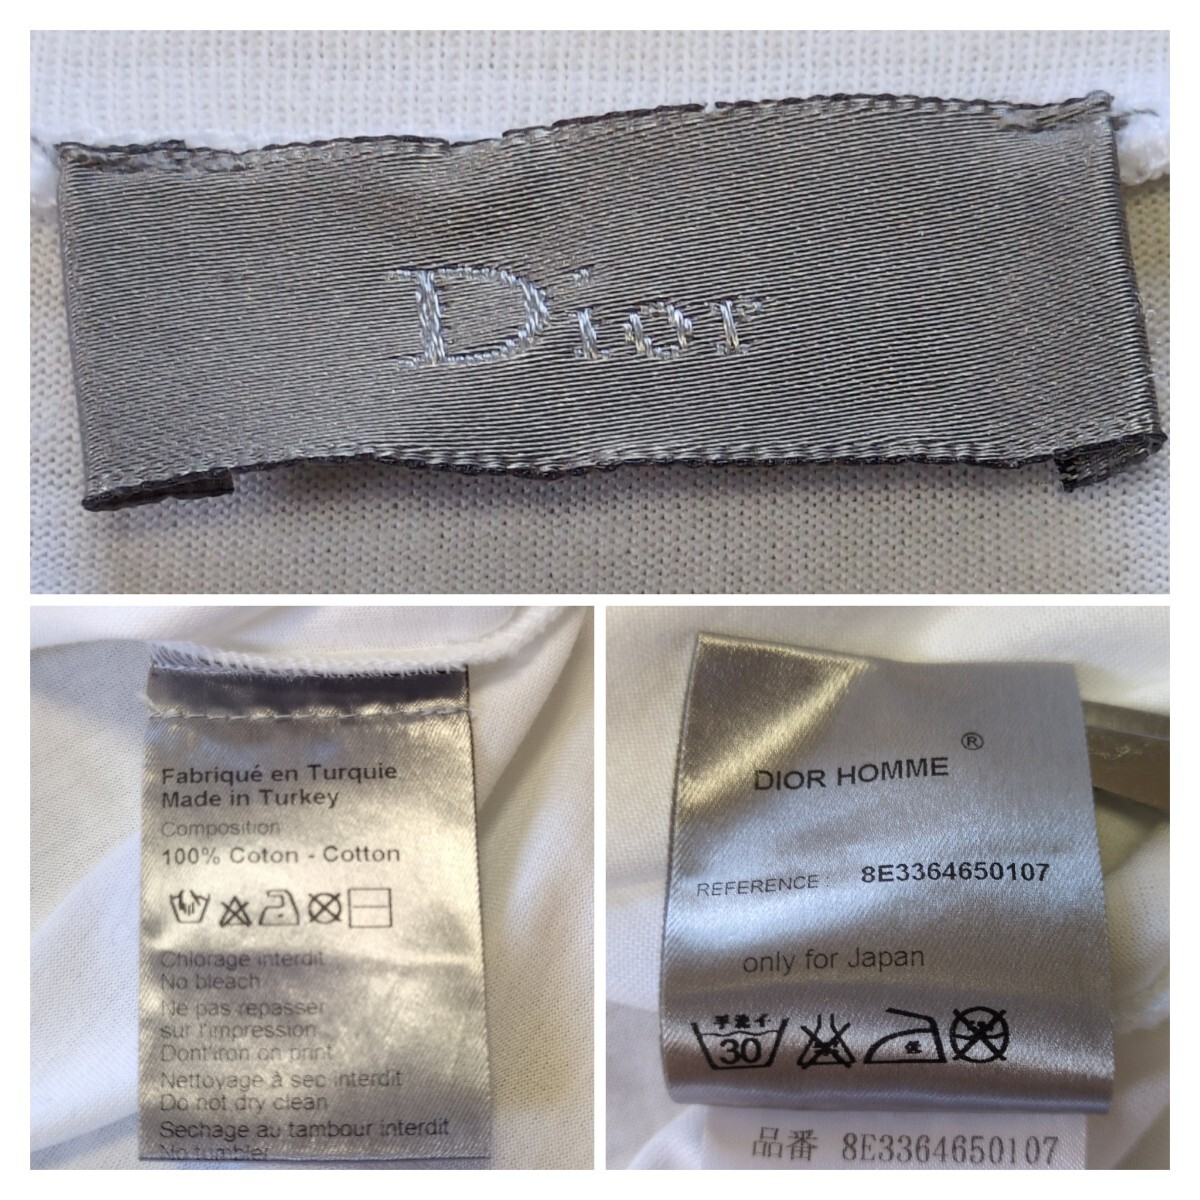 Dior
Fabriqué en Turquie
Made in Turkey
Composition
100% Coton - Cotton
Chlorage interdit
No bleach
Ne pas repasser
sur l'impression
Dont'iron on print
Nettoyage à sec interdit
Do not dry clean
Sechage au tambour interdit
No tumbler
DIOR HOMME ®
REFERENCE : 8E3364650107
only for Japan
手洗イ
30
品番 8E3364650107